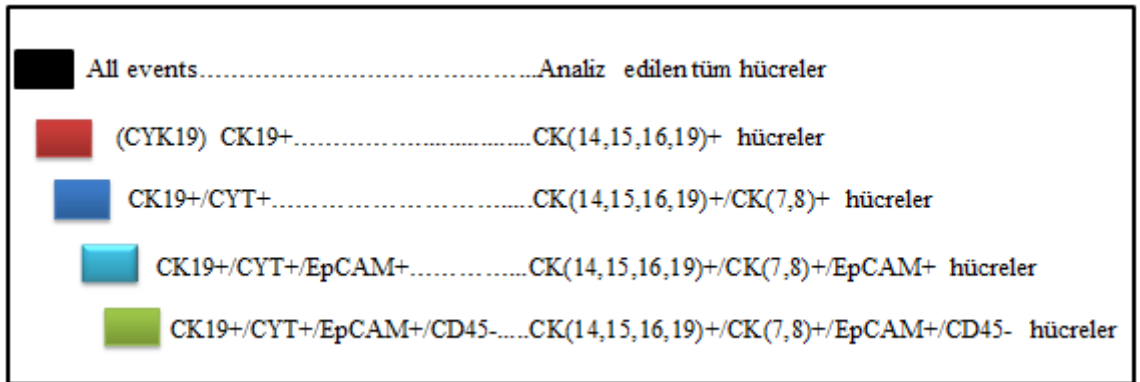 All events……………………………………...Analiz edilen tüm hücreler
(CYK19) CK19+……………..................CK(14,15,16,19)+ hücreler
CK19+/CYT+……………………………......CK(14,15,16,19)+/CK(7,8)+ hücreler
CK19+/CYT+/EpCAM+…………....CK(14,15,16,19)+/CK(7,8)+/EpCAM+ hücreler
CK19+/CYT+/EpCAM+/CD45-.....CK(14,15,16,19)+/CK(7,8)+/EpCAM+/CD45- hücreler